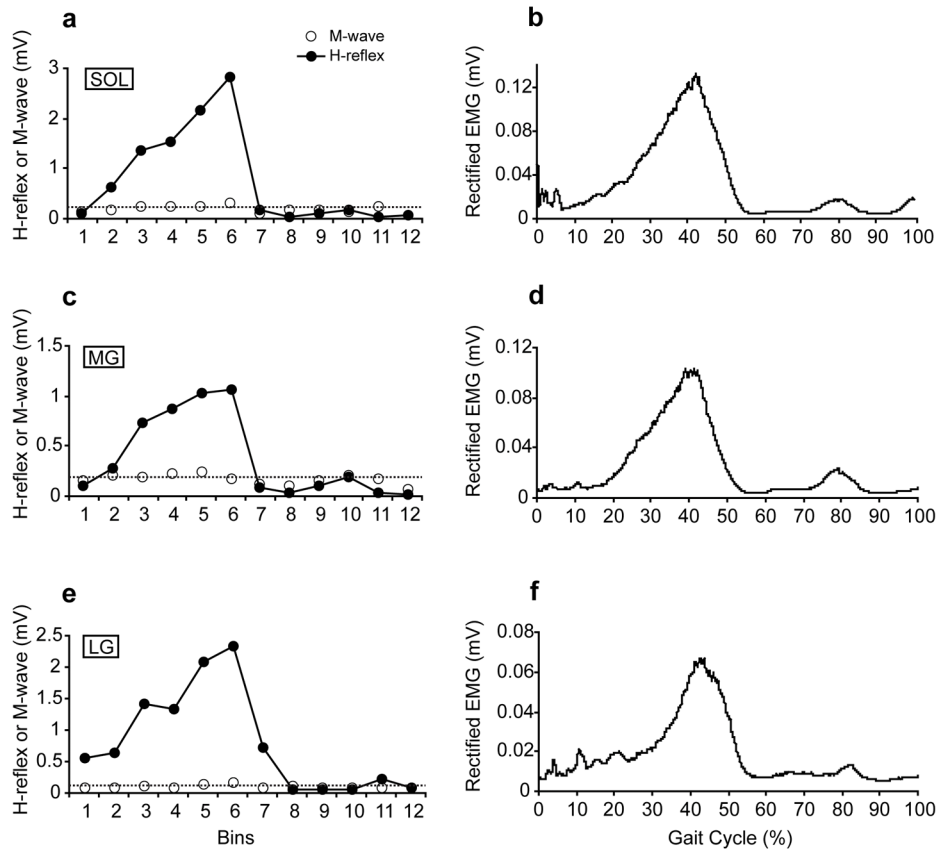 a
M-wave
H-reflex
H-reflex or M-wave (mV)
SOL
3
2
1
0
1 2 3 4 5 6 7 8 9 10 11 12
b
Rectified EMG (mV)
0.12
0.08
0.04
0
0 10 20 30 40 50 60 70 80 90 100
c
H-reflex or M-wave (mV)
MG
1.5
1
0.5
0
1 2 3 4 5 6 7 8 9 10 11 12
d
Rectified EMG (mV)
0.12
0.08
0.04
0
0 10 20 30 40 50 60 70 80 90 100
e
H-reflex or M-wave (mV)
LG
2.5
2
1.5
1
0.5
0
1 2 3 4 5 6 7 8 9 10 11 12
Bins
f
Rectified EMG (mV)
0.08
0.06
0.04
0.02
0
0 10 20 30 40 50 60 70 80 90 100
Gait Cycle (%)